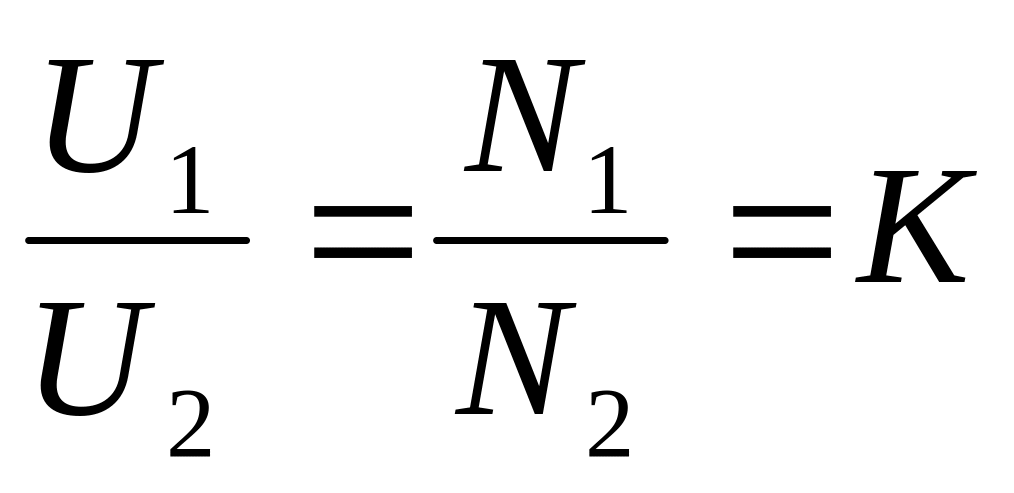 U₁/U₂ = N₁/N₂ = K